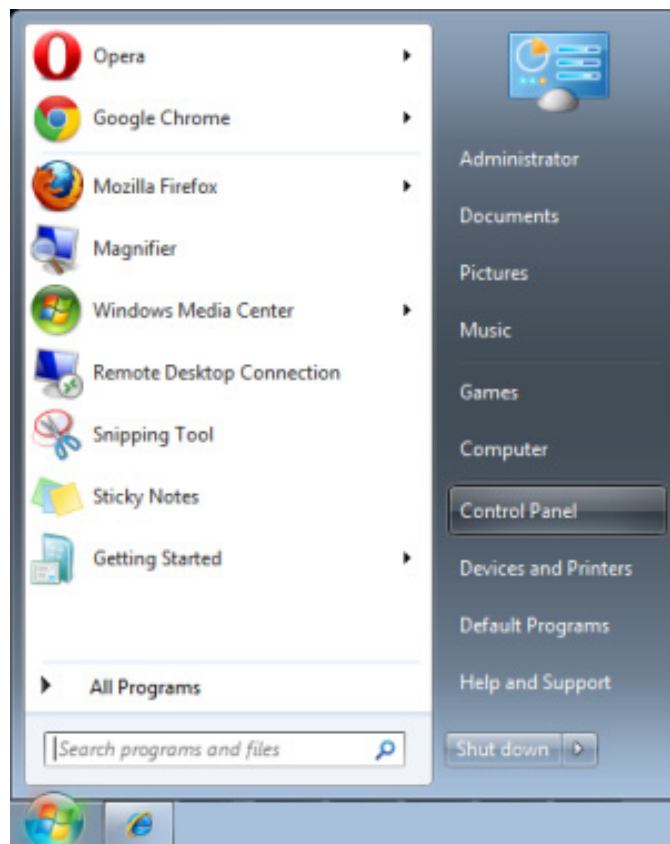 Opera
Google Chrome
Mozilla Firefox
Magnifier
Windows Media Center
Remote Desktop Connection
Snipping Tool
Sticky Notes
Getting Started
All Programs
Search programs and files
Administrator
Documents
Pictures
Music
Games
Computer
Control Panel
Devices and Printers
Default Programs
Help and Support
Shut down